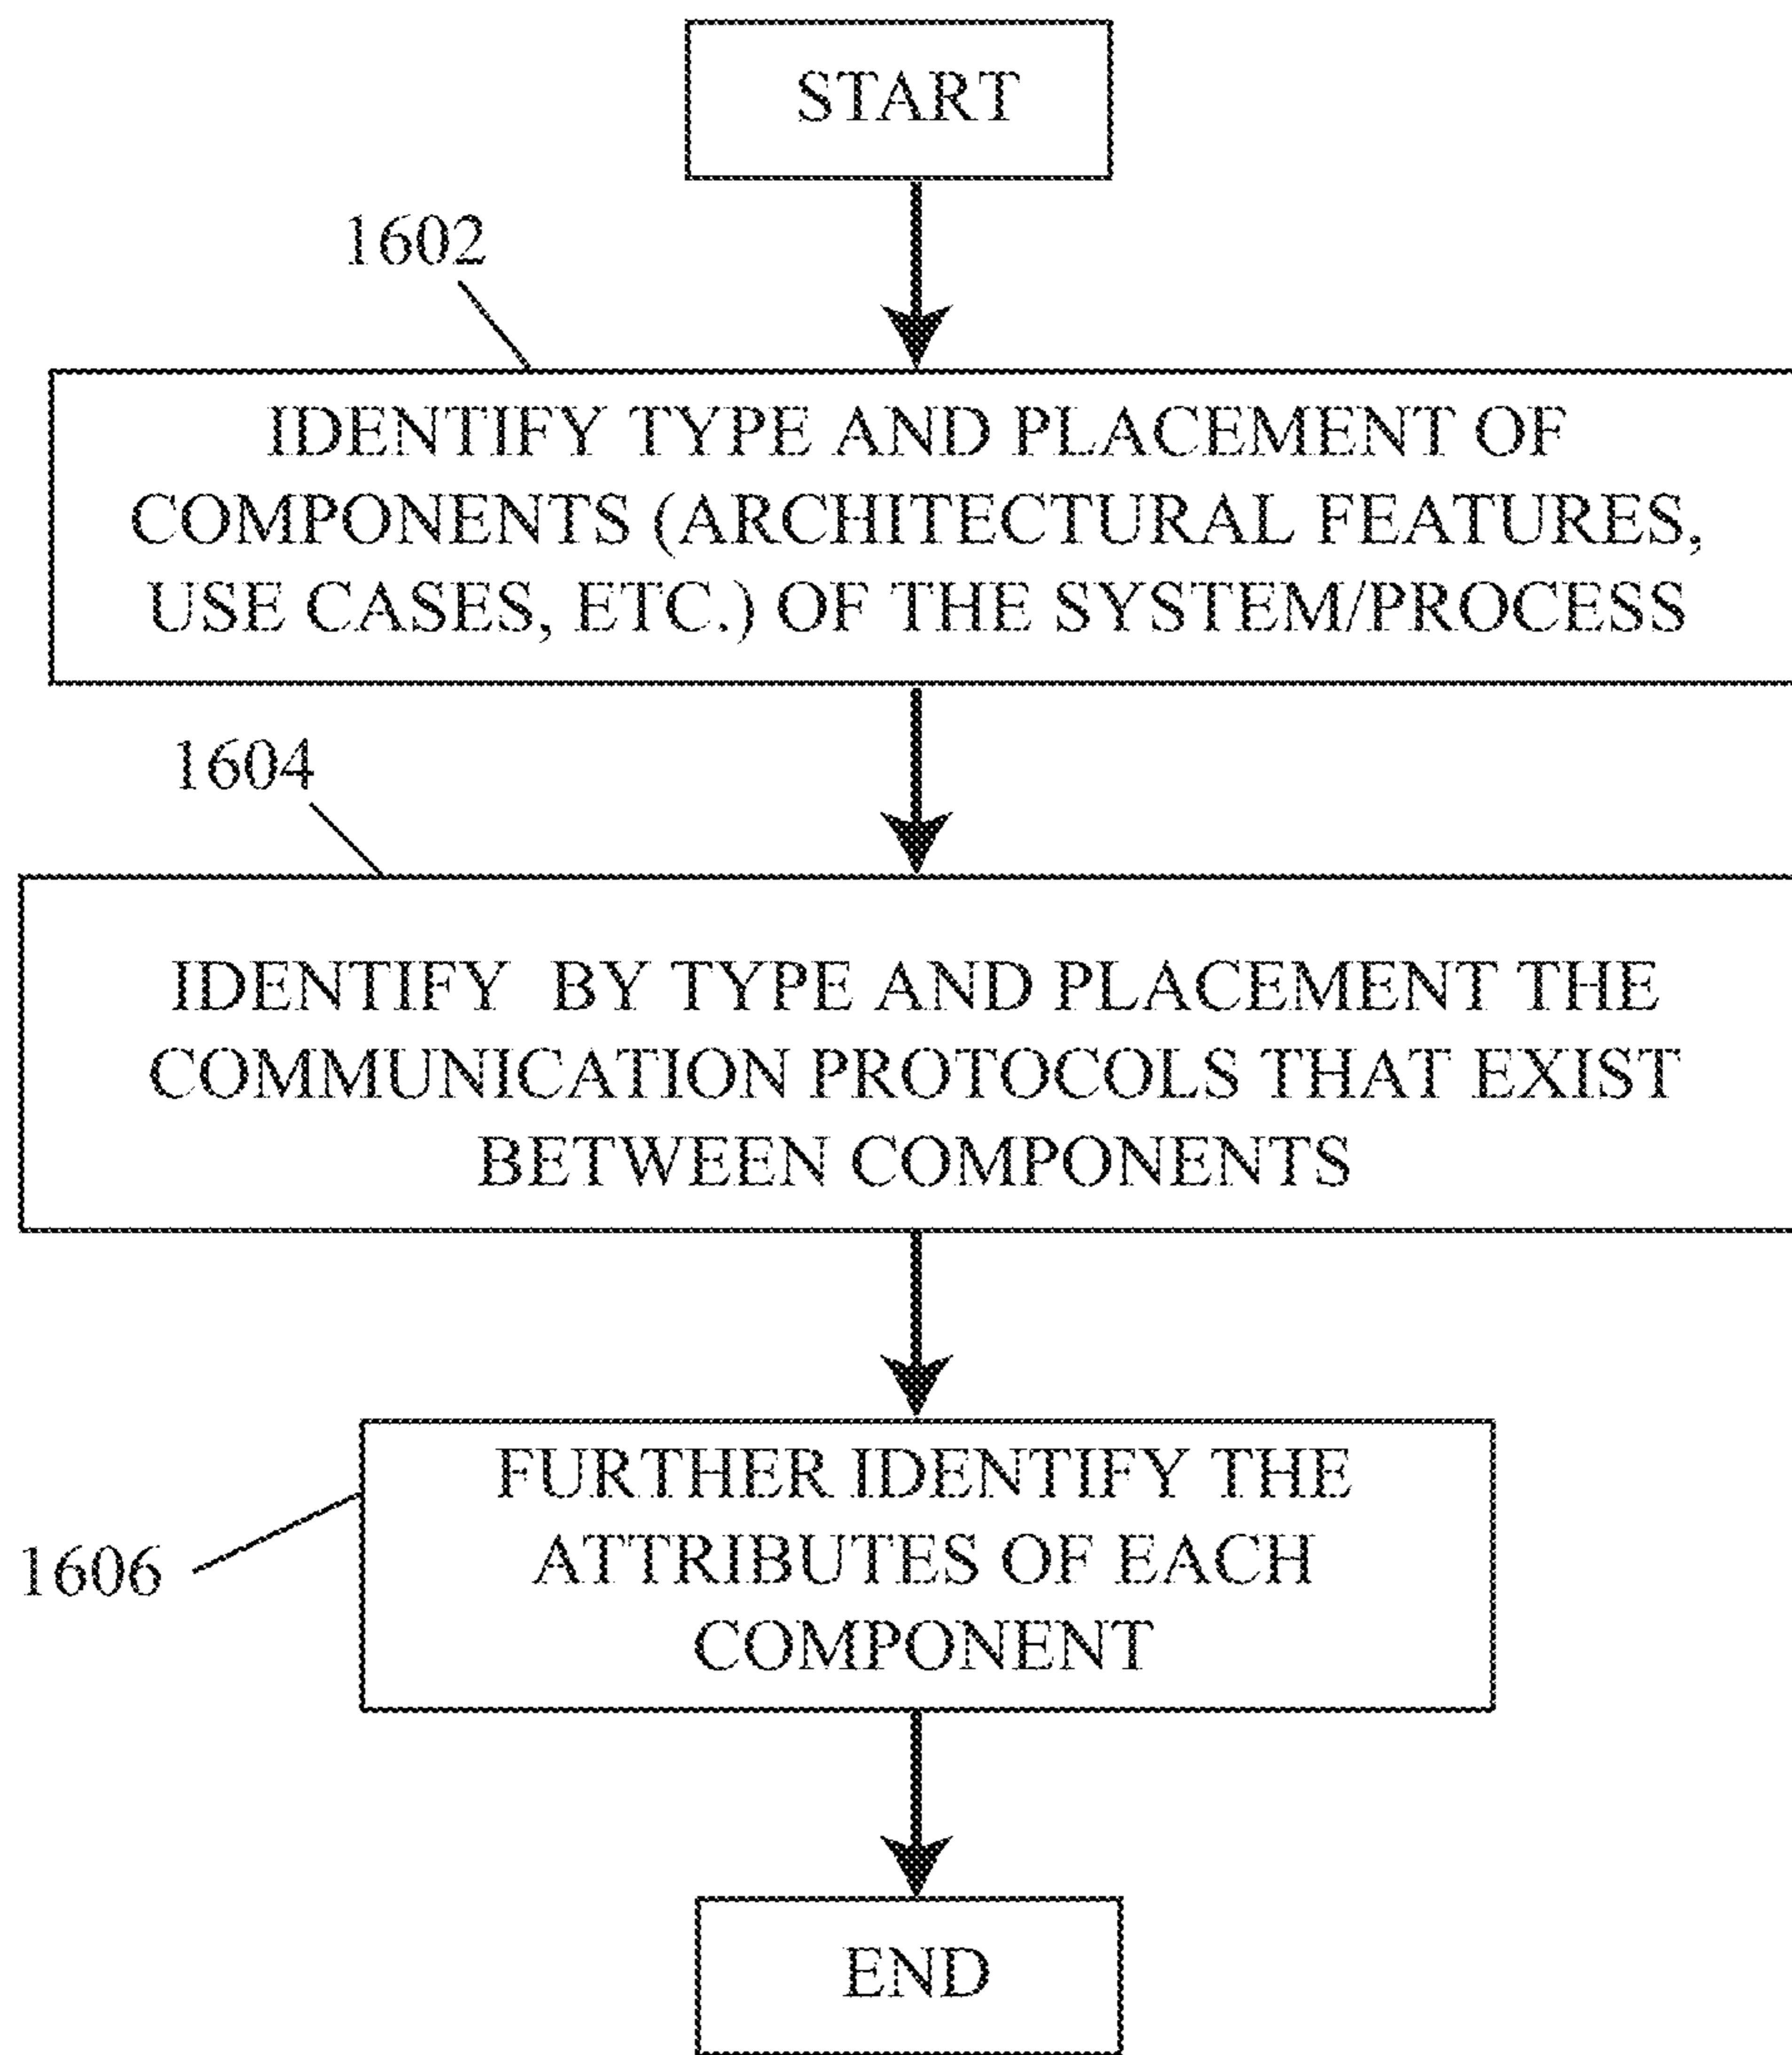 START
1602
IDENTIFY TYPE AND PLACEMENT OF
COMPONENTS (ARCHITECTURAL FEATURES,
USE CASES, ETC.) OF THE SYSTEM/PROCESS
1604
IDENTIFY BY TYPE AND PLACEMENT THE
COMMUNICATION PROTOCOLS THAT EXIST
BETWEEN COMPONENTS
FURTHER IDENTIFY THE
ATTRIBUTES OF EACH
COMPONENT
1606
END